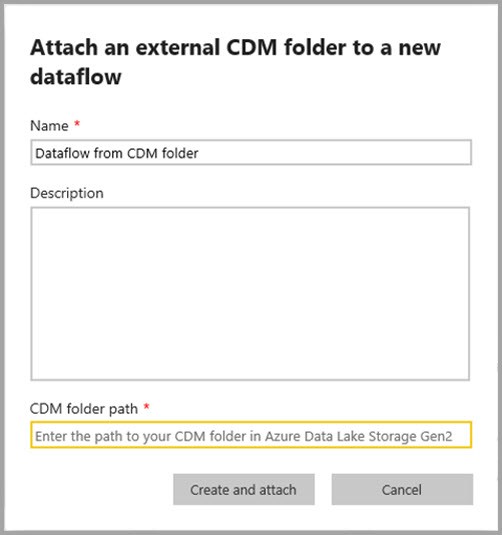 Attach an external CDM folder to a new
dataflow
Name *
Dataflow from CDM folder
Description
CDM folder path *
Enter the path to your CDM folder in Azure Data Lake Storage Gen2
Create and attach
Cancel